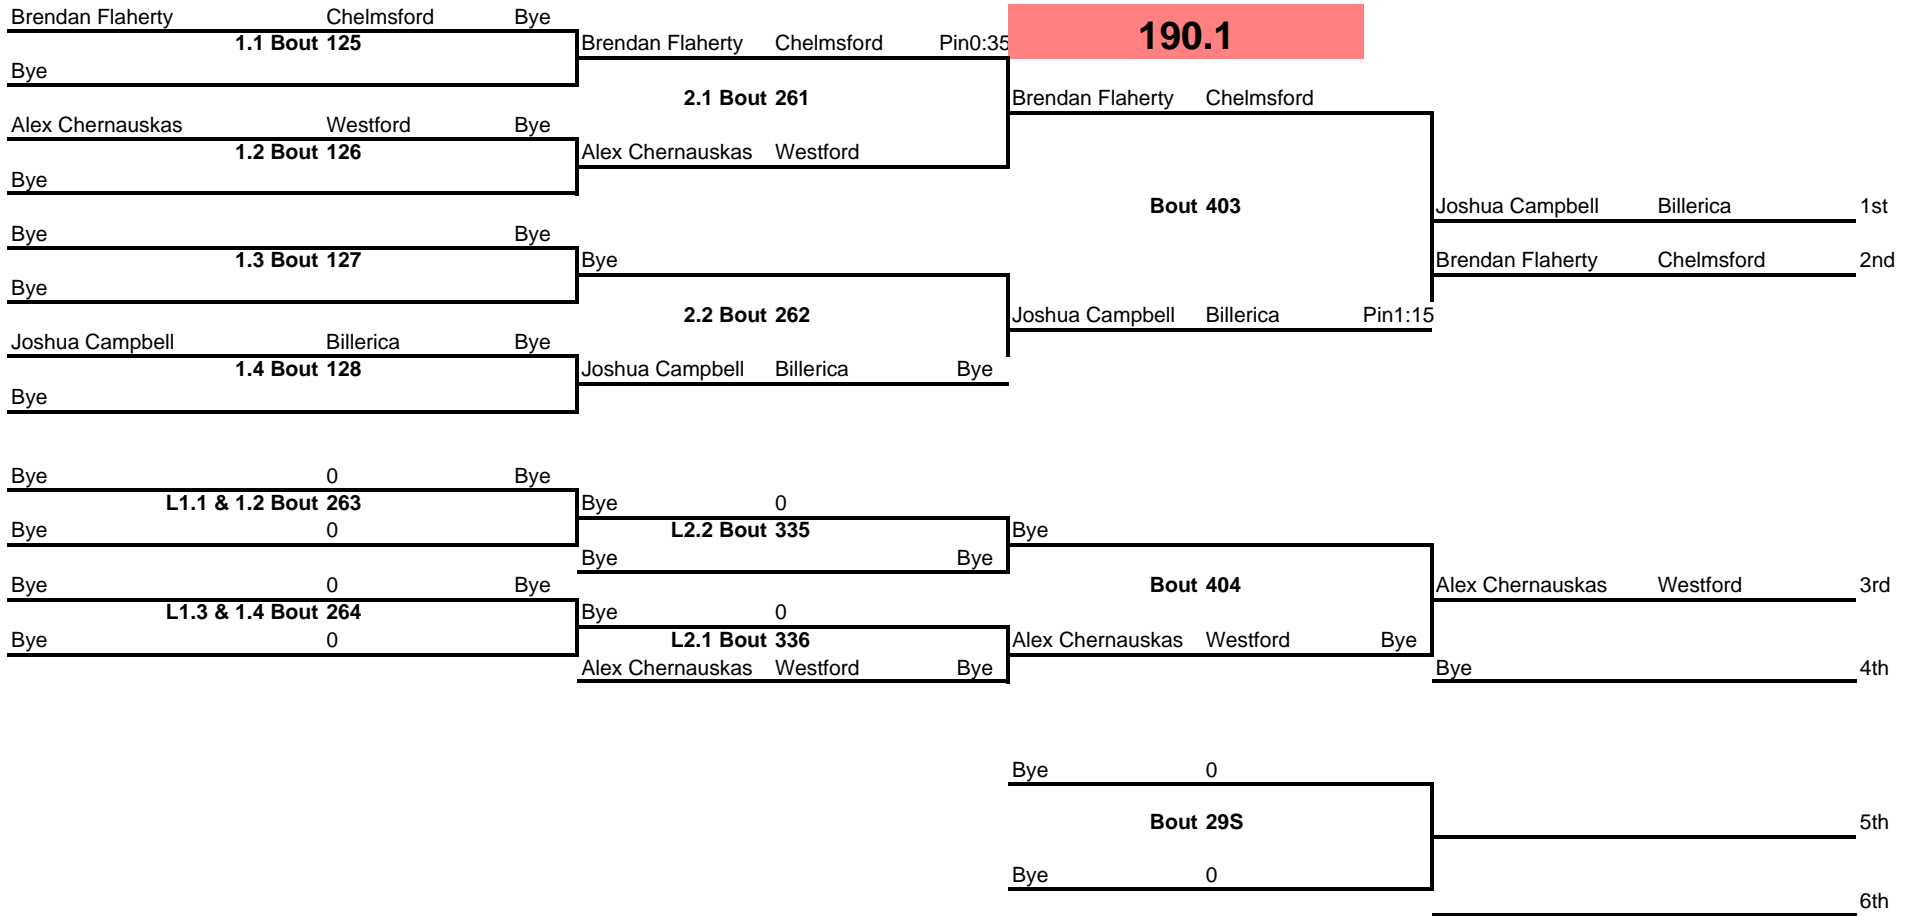 Brendan Flaherty Chelmsford Bye
1.1 Bout 125 Brendan Flaherty Chelmsford Pin0:35 190.1
Bye
2.1 Bout 261 Brendan Flaherty Chelmsford
Alex Chernauskas Westford Bye
1.2 Bout 126 Alex Chernauskas Westford
Bye
Bout 403 Joshua Campbell Billerica 1st
Bye Bye
1.3 Bout 127 Bye Brendan Flaherty Chelmsford 2nd
Bye
2.2 Bout 262 Joshua Campbell Billerica Pin1:15
Joshua Campbell Billerica Bye
1.4 Bout 128 Joshua Campbell Billerica Bye
Bye
Bye 0 Bye
L1.1 & 1.2 Bout 263 Bye 0
Bye 0 L2.2 Bout 335 Bye
Bye Bye
Bye 0 Bye Bout 404 Alex Chernauskas Westford 3rd
L1.3 & 1.4 Bout 264 Bye 0
Bye 0 L2.1 Bout 336 Alex Chernauskas Westford Bye
Alex Chernauskas Westford Bye Bye 4th
Bye 0
Bout 29S 5th
Bye 0
6th